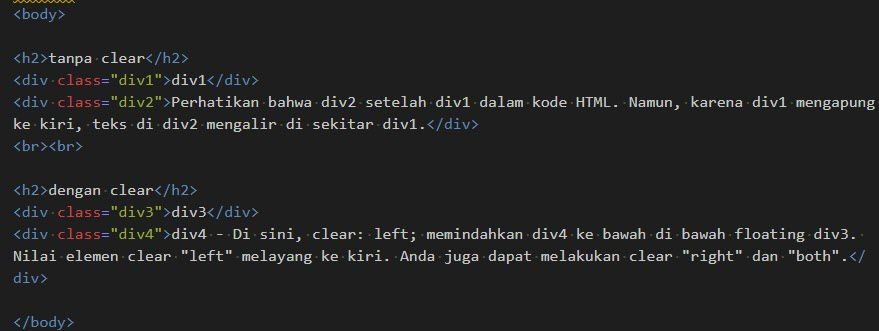 <body>
<h2>tanpa clear</h2>
<div class="div1">div1</div>
<div class="div2">Perhatikan bahwa div2 setelah div1 dalam kode HTML. Namun, karena div1 mengapung
ke kiri, teks di div2 mengalir di sekitar div1.</div>
<br><br>
<h2>dengan clear</h2>
<div class="div3">div3</div>
<div class="div4">div4 - Di sini, clear: left; memindahkan div4 ke bawah di bawah floating div3.
Nilai elemen clear "left" melayang ke kiri. Anda juga dapat melakukan clear "right" dan "both".</
div>
</body>